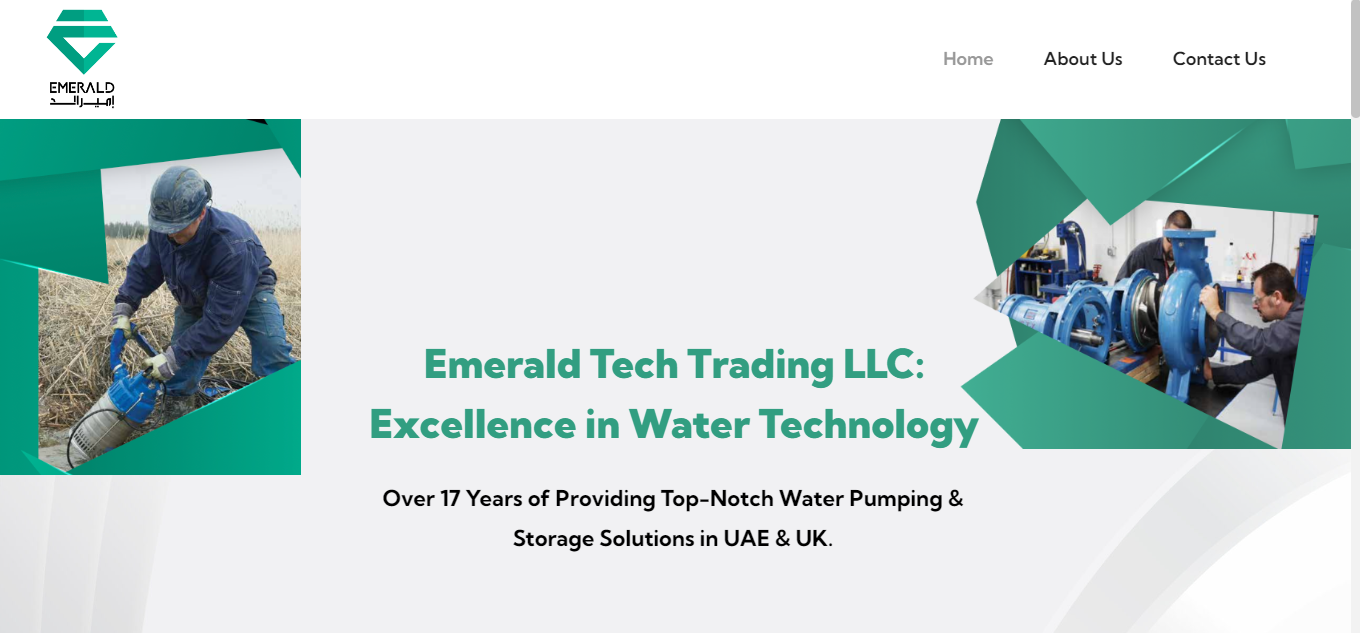 EMERALD
إميرالد
Home
About Us
Contact Us
Emerald Tech Trading LLC:
Excellence in Water Technology
Over 17 Years of Providing Top-Notch Water Pumping &
Storage Solutions in UAE & UK.